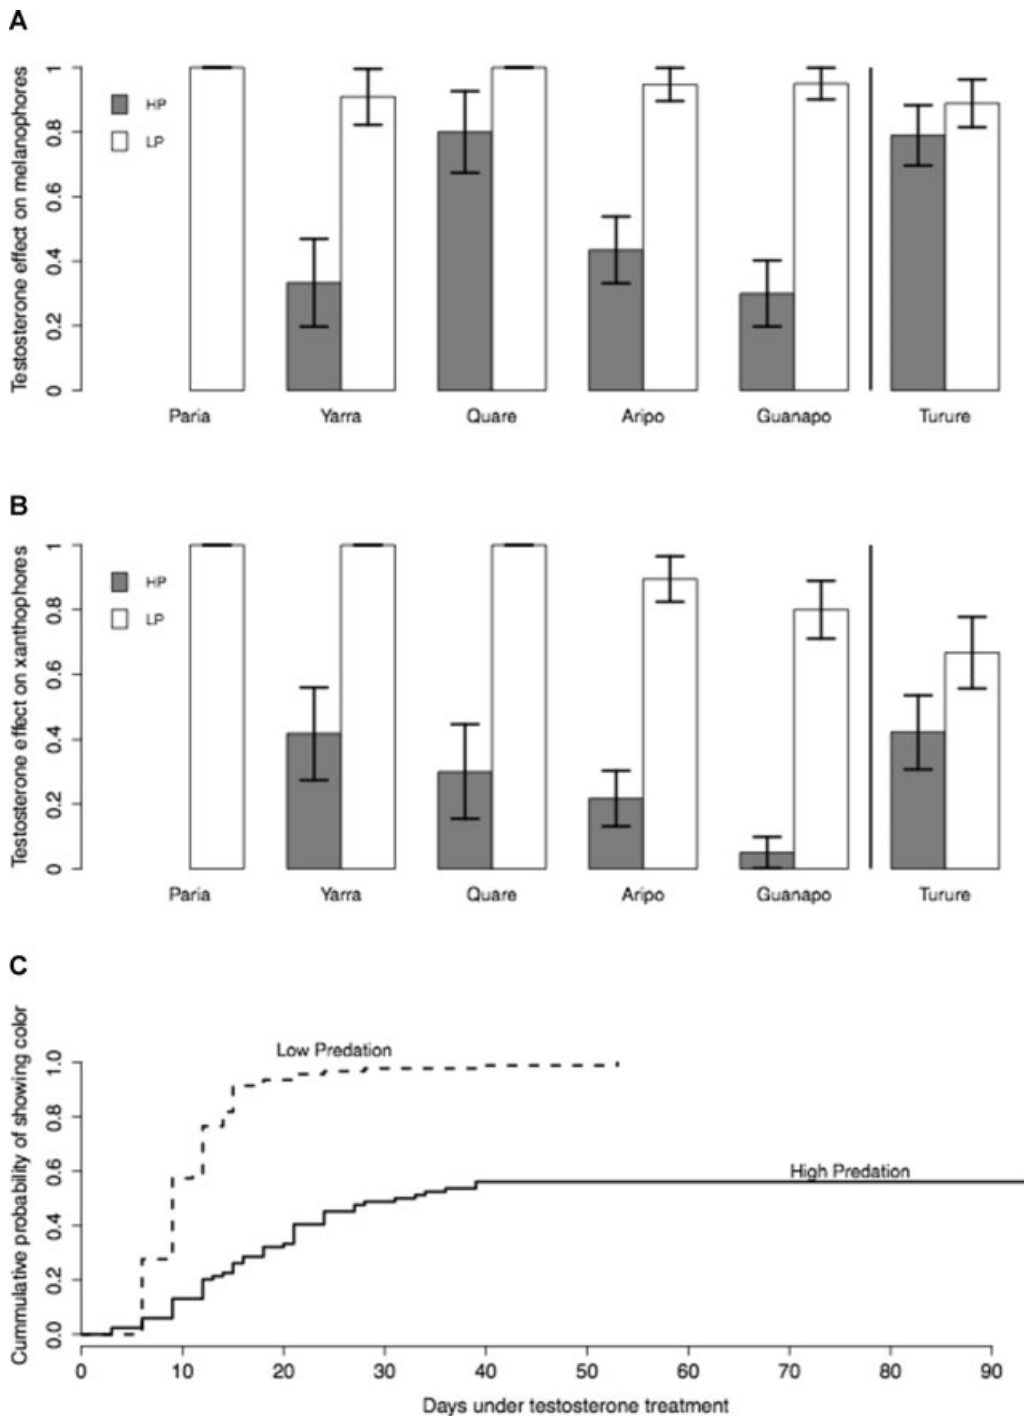 A
Testosterone effect on melanophores
0 0.2 0.4 0.6 0.8 1
HP
LP
Paria Yarra Quare Aripo Guanapo Turure
B
Testosterone effect on xanthophores
0 0.2 0.4 0.6 0.8 1
HP
LP
Paria Yarra Quare Aripo Guanapo Turure
C
Cummulative probability of showing color
0.0 0.2 0.4 0.6 0.8 1.0
Low Predation
High Predation
0 10 20 30 40 50 60 70 80 90
Days under testosterone treatment